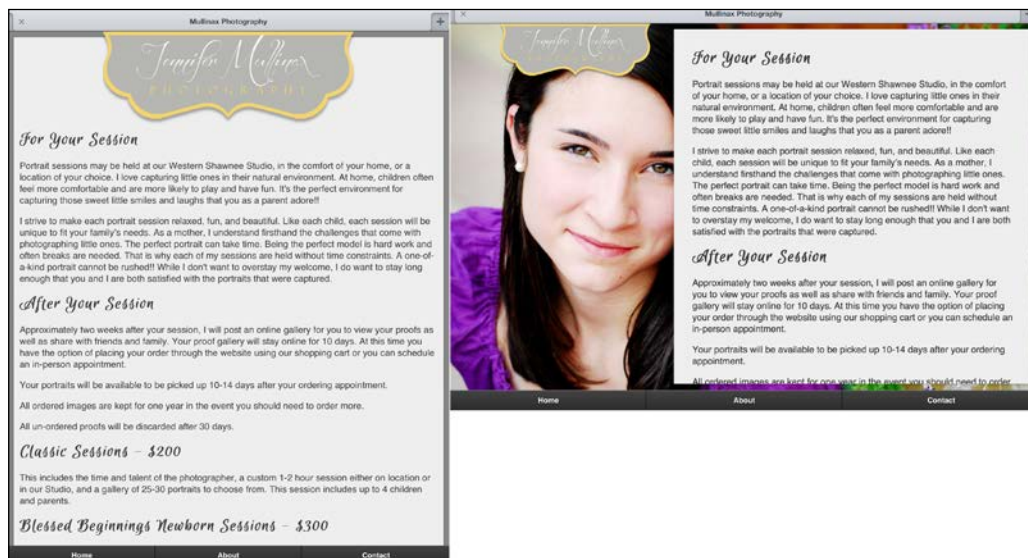 Mullinax Photography
Jennifer Mullinax
PHOTOGRAPHY
For Your Session
Portrait sessions may be held at our Western Shawnee Studio, in the comfort of your home, or a
location of your choice. I love capturing little ones in their natural environment. At home, children often
feel more comfortable and are more likely to play and have fun. It's the perfect environment for
capturing those sweet little smiles and laughs that you as a parent adore!!
I strive to make each portrait session relaxed, fun, and beautiful. Like each child, each session will be
unique to fit your family's needs. As a mother, I understand firsthand the challenges that come with
photographing little ones. The perfect portrait can take time. Being the perfect model is hard work and
often breaks are needed. That is why each of my sessions are held without time constraints. A one-of-
a-kind portrait cannot be rushed!! While I don't want to overstay my welcome, I do want to stay long
enough that you and I are both satisfied with the portraits that were captured.
After Your Session
Approximately two weeks after your session, I will post an online gallery for you to view your proofs as
well as share with friends and family. Your proof gallery will stay online for 10 days. At this time you
have the option of placing your order through the website using our shopping cart or you can schedule
an in-person appointment.
Your portraits will be available to be picked up 10-14 days after your ordering appointment.
All ordered images are kept for one year in the event you should need to order more.
All un-ordered proofs will be discarded after 30 days.
Classic Sessions – $200
This includes the time and talent of the photographer, a custom 1-2 hour session either on location or
in our Studio, and a gallery of 25-30 portraits to choose from. This session includes up to 4 children
and parents.
Blessed Beginnings Newborn Sessions – $300
Home About Contact
Mullinax Photography
Jennifer Mullinax
PHOTOGRAPHY
For Your Session
Portrait sessions may be held at our Western Shawnee Studio, in the comfort
of your home, or a location of your choice. I love capturing little ones in their
natural environment. At home, children often feel more comfortable and are
more likely to play and have fun. It's the perfect environment for capturing
those sweet little smiles and laughs that you as a parent adore!!
I strive to make each portrait session relaxed, fun, and beautiful. Like each
child, each session will be unique to fit your family's needs. As a mother, I
understand firsthand the challenges that come with photographing little ones.
The perfect portrait can take time. Being the perfect model is hard work and
often breaks are needed. That is why each of my sessions are held without
time constraints. A one-of-a-kind portrait cannot be rushed!! While I don't want
to overstay my welcome, I do want to stay long enough that you and I are both
satisfied with the portraits that were captured.
After Your Session
Approximately two weeks after your session, I will post an online gallery for
you to view your proofs as well as share with friends and family. Your proof
gallery will stay online for 10 days. At this time you have the option of placing
your order through the website using our shopping cart or you can schedule an
in-person appointment.
Your portraits will be available to be picked up 10-14 days after your ordering
appointment.
All ordered images are kept for one year in the event you should need to order
Home About Contact